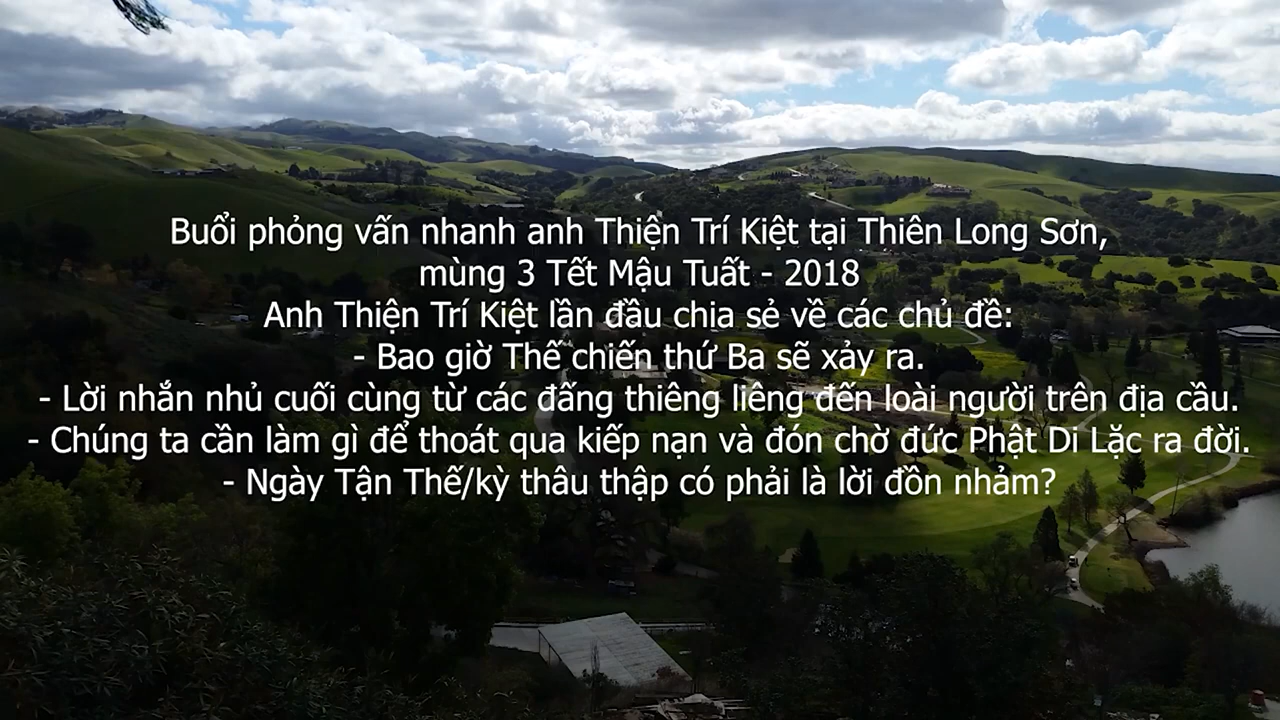 Buổi phỏng vấn nhanh anh Thiện Trí Kiệt tại Thiên Long Sơn,
mùng 3 Tết Mậu Tuất - 2018
Anh Thiện Trí Kiệt lần đầu chia sẻ về các chủ đề:
- Bao giờ Thế chiến thứ Ba sẽ xảy ra.
- Lời nhắn nhủ cuối cùng từ các đấng thiêng liêng đến loài người trên địa cầu.
- Chúng ta cần làm gì để thoát qua kiếp nạn và đón chờ đức Phật Di Lặc ra đời.
- Ngày Tận Thế/kỳ thâu thập có phải là lời đồn nhảm?